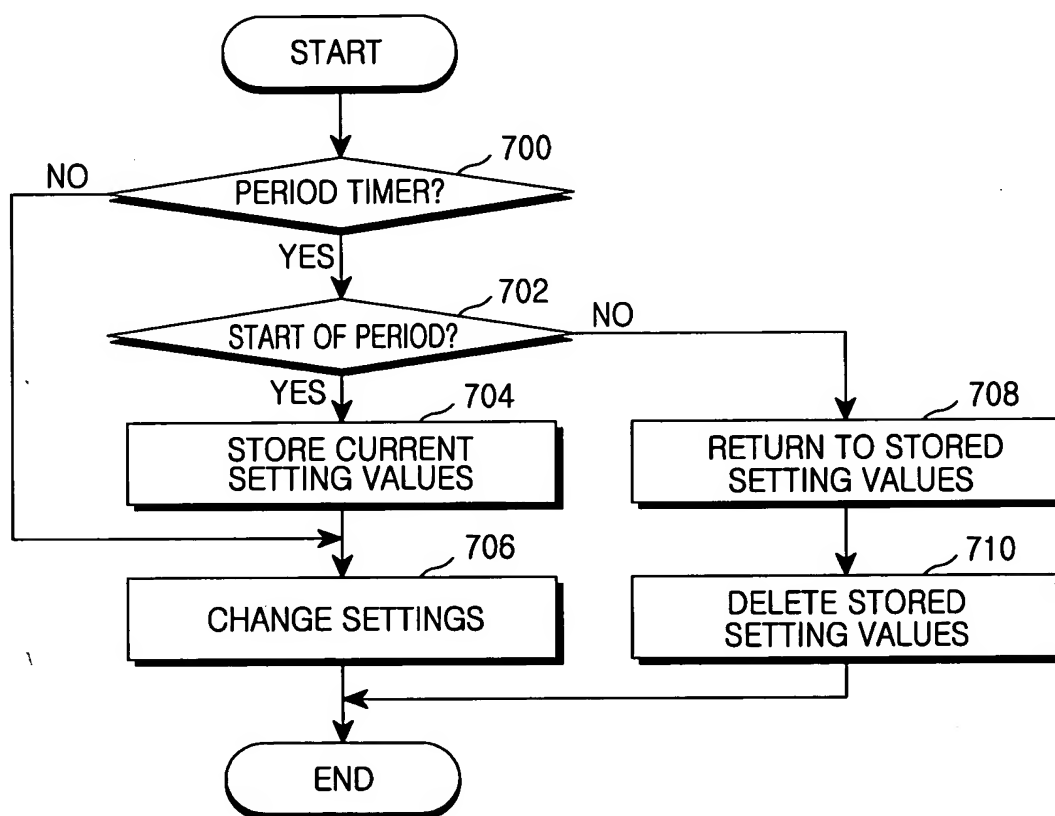 START
700
NO
PERIOD TIMER?
YES
702
NO
START OF PERIOD?
YES
704
STORE CURRENT
SETTING VALUES
708
RETURN TO STORED
SETTING VALUES
706
CHANGE SETTINGS
710
DELETE STORED
SETTING VALUES
END